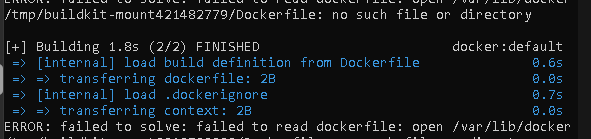 ERROR: failed to solve: failed to read dockerfile: open /var/lib/docker
/tmp/buildkit-mount421482779/Dockerfile: no such file or directory
[+] Building 1.8s (2/2) FINISHED docker:default
=> [internal] load build definition from Dockerfile 0.6s
=> => transferring dockerfile: 2B 0.0s
=> [internal] load .dockerignore 0.7s
=> => transferring context: 2B 0.0s
ERROR: failed to solve: failed to read dockerfile: open /var/lib/docker